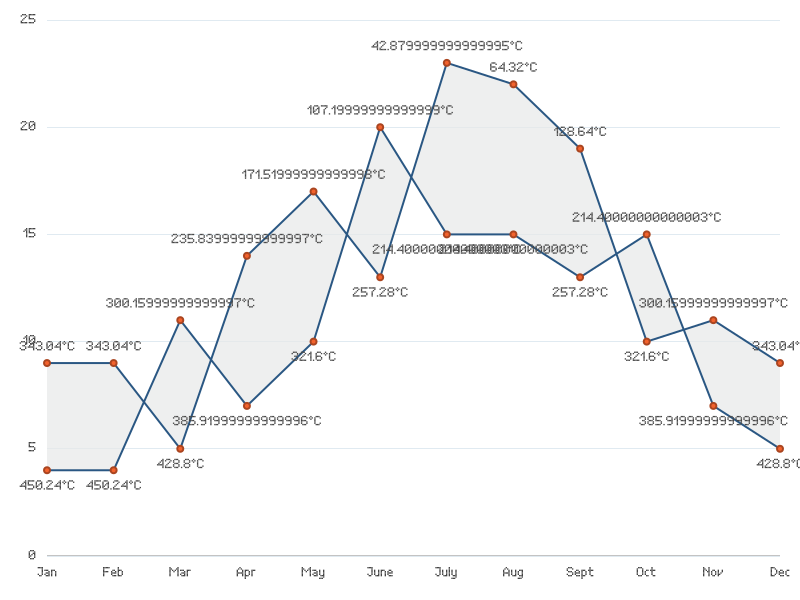 25
42.879999999999995°C
64.32°C
107.19999999999999°C
20
128.64°C
171.51999999999998°C
214.40000000000003°C
15
235.83999999999997°C
214.40000000000003°C
214.40000000000003°C
257.28°C
257.28°C
300.15999999999997°C
300.15999999999997°C
10
343.04°C
343.04°C
343.04°
321.6°C
321.6°C
385.91999999999996°C
385.91999999999996°C
5
428.8°C
428.8°C
450.24°C
450.24°C
0
Jan Feb Mar Apr May June July Aug Sept Oct Nov Dec